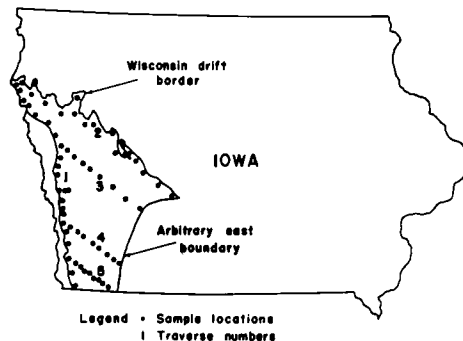 Wisconsin drift
border
2
IOWA
1
3
4
Arbitrary east
boundary
5
Legend • Sample locations
1 Traverse numbers